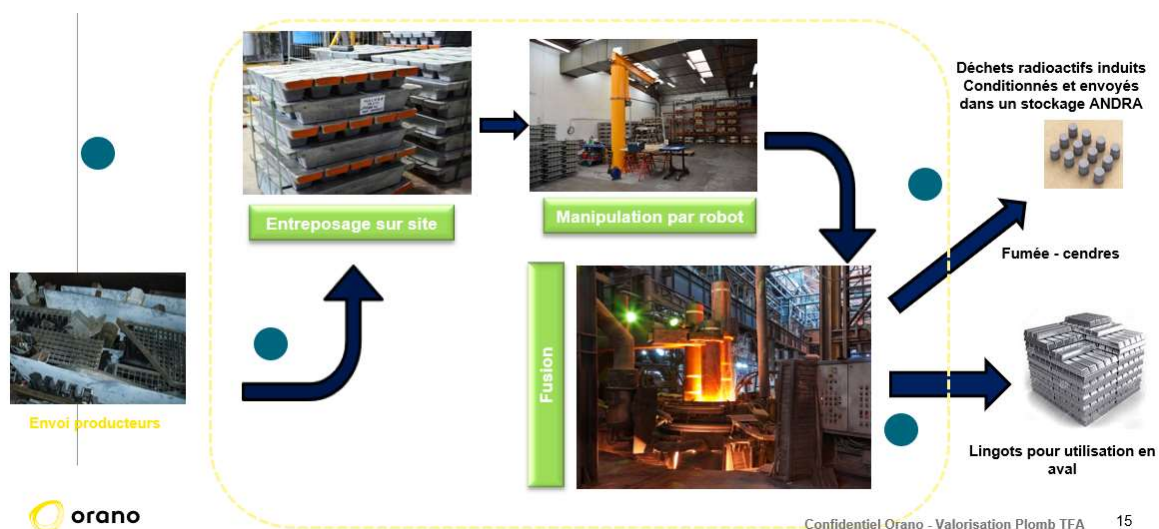 Déchets radioactifs induits
Conditionnés et envoyés
dans un stockage ANDRA
Entreposage sur site
Manipulation par robot
Fumée - cendres
Fusion
Envoi producteurs
Lingots pour utilisation en
aval
orano
Confidentiel Orano - Valorisation Plomb TFA
15